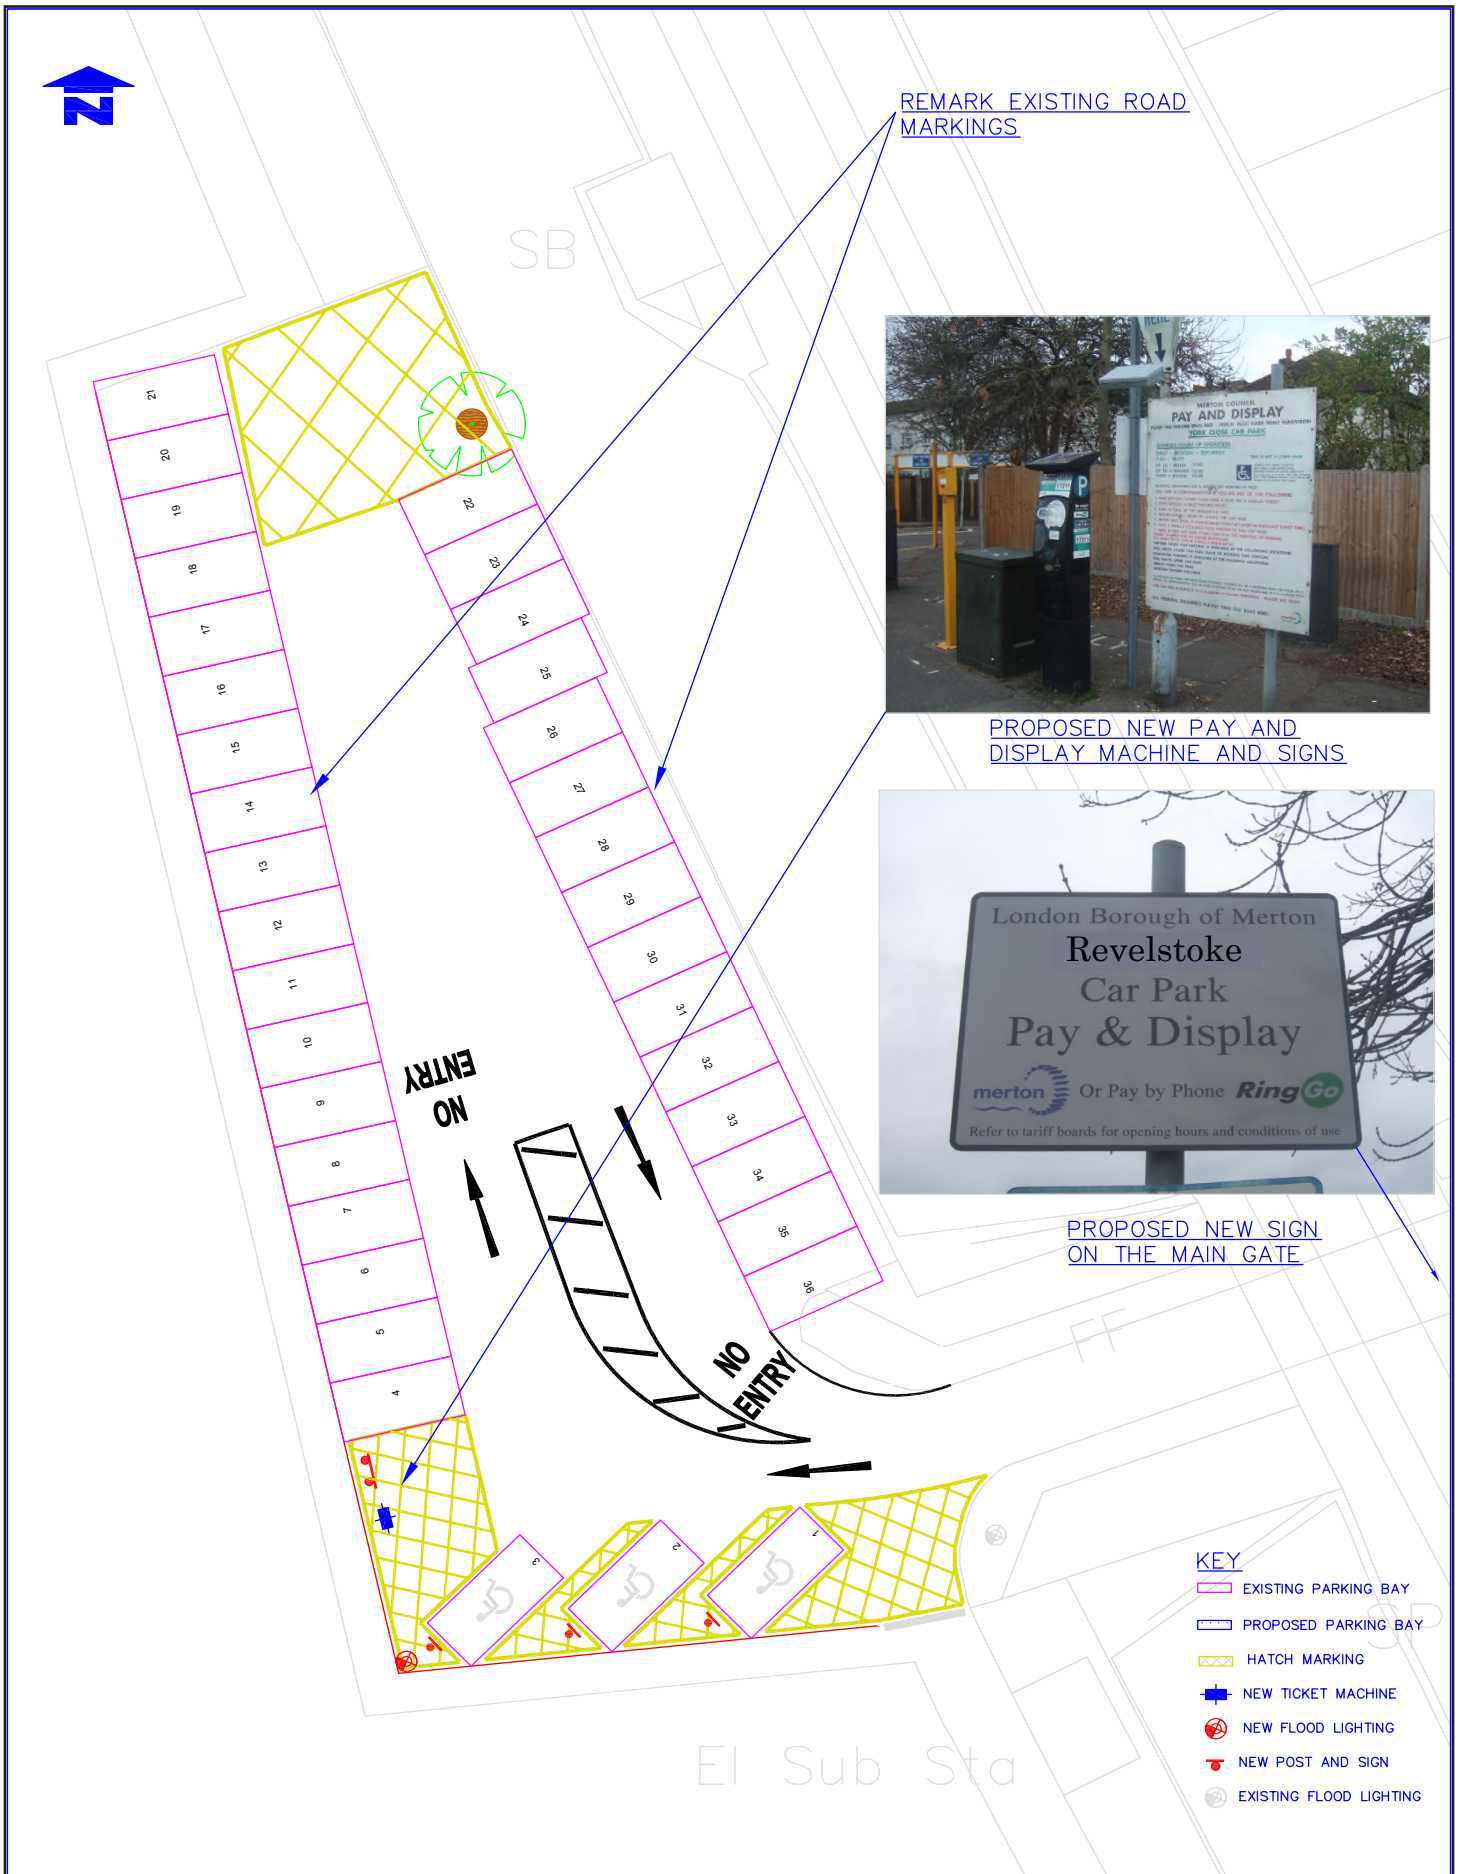 REMARK EXISTING ROAD
MARKINGS
SB
HERE
MERTON COUNCIL
PAY AND DISPLAY
YORK CLOSE CAR PARK
P
PROPOSED NEW PAY AND
DISPLAY MACHINE AND SIGNS
London Borough of Merton
Revelstoke
Car Park
Pay & Display
merton Or Pay by Phone RingGo
Refer to tariff boards for opening hours and conditions of use
PROPOSED NEW SIGN
ON THE MAIN GATE
21
20
19
18
17
16
15
14
13
12
11
10
9
8
7
6
5
4
22
23
24
25
26
27
28
29
30
31
32
33
34
35
36
NO
ENTRY
NO
ENTRY
FF
3
2
1
El Sub Sta
SP
KEY
EXISTING PARKING BAY
PROPOSED PARKING BAY
HATCH MARKING
NEW TICKET MACHINE
NEW FLOOD LIGHTING
NEW POST AND SIGN
EXISTING FLOOD LIGHTING
N